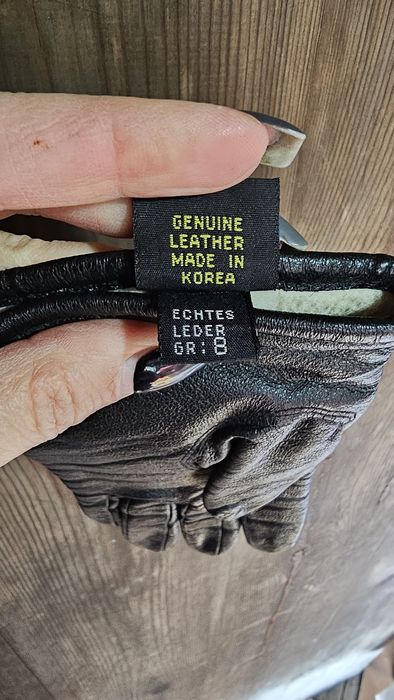 GENUINE
LEATHER
MADE IN
KOREA
ECHTES
LEDER
GR: 8